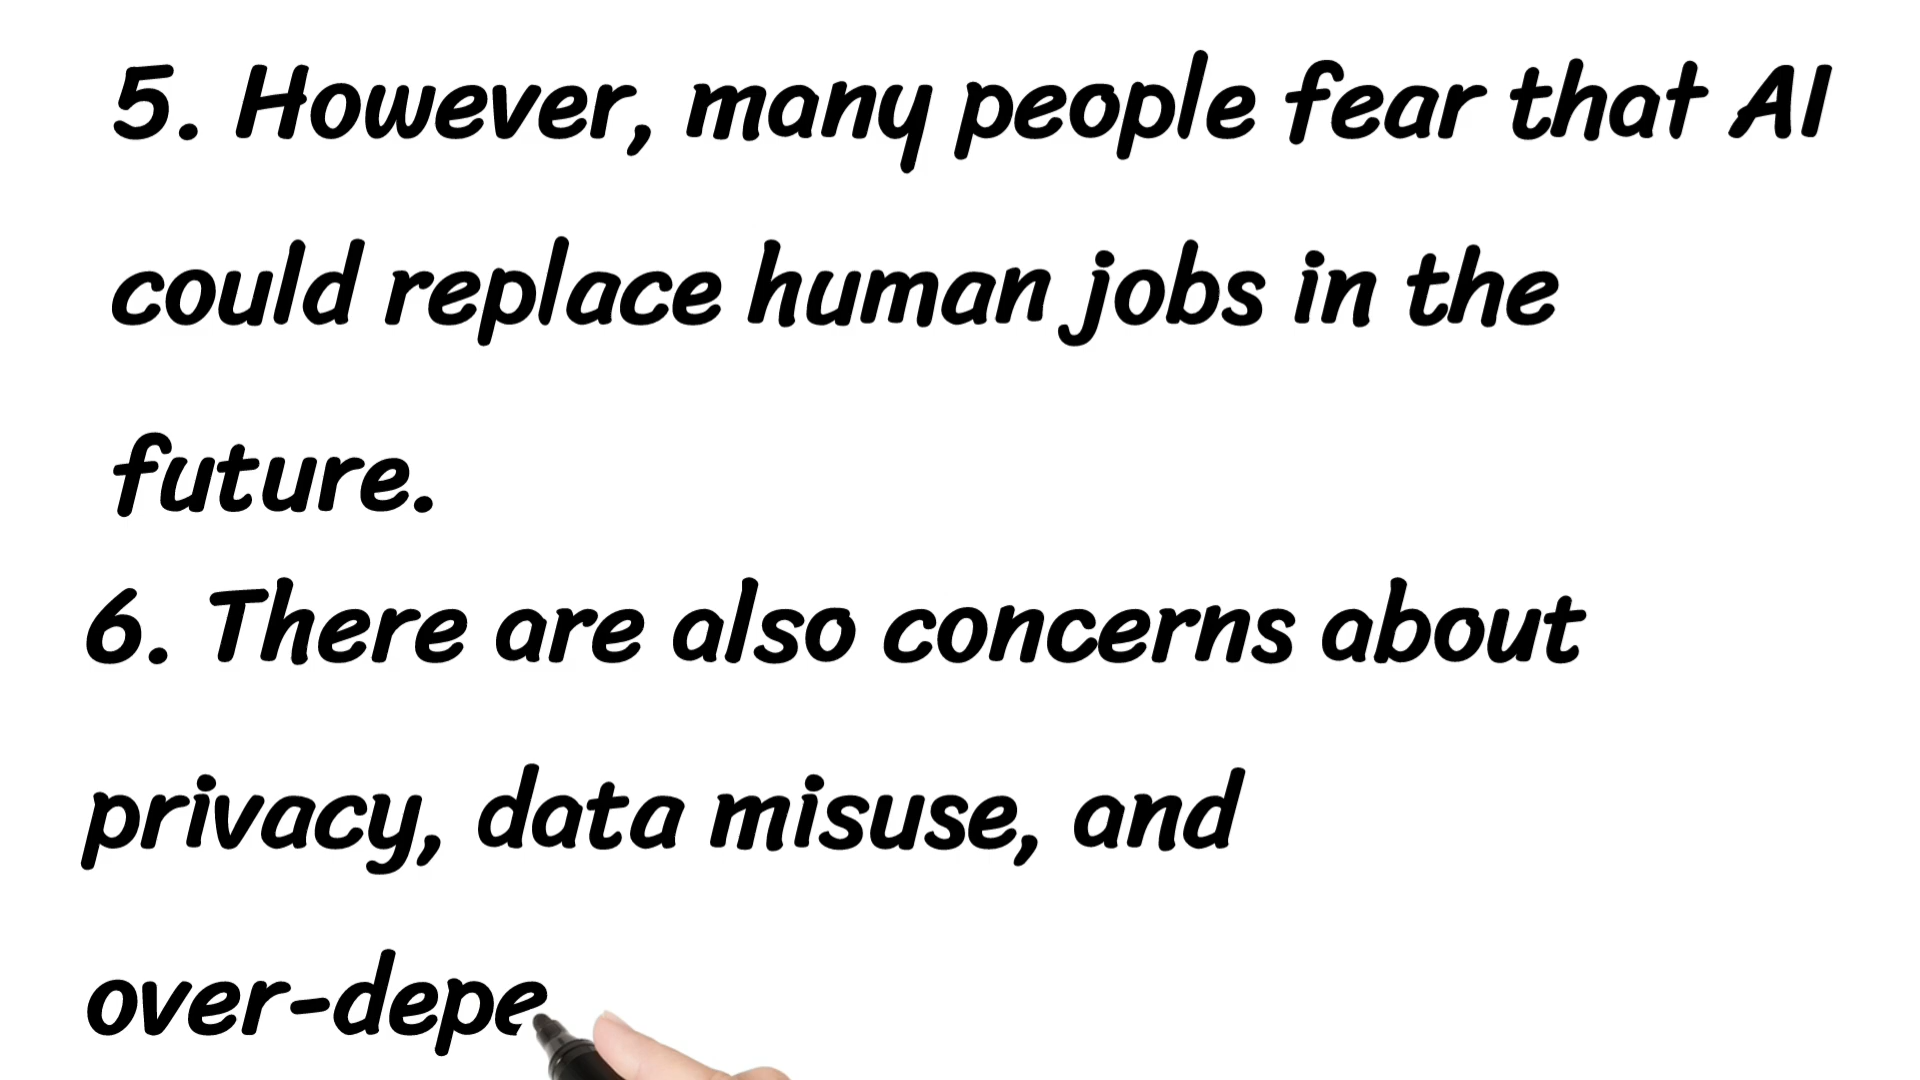 5. However, many people fear that AI
could replace human jobs in the
future.
6. There are also concerns about
privacy, data misuse, and
over-depe